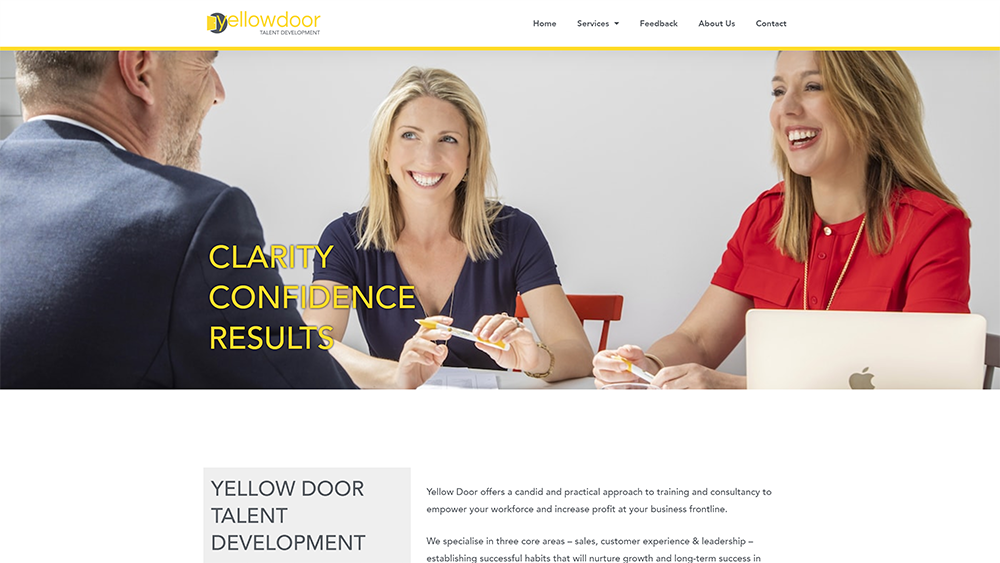 yellowdoor
TALENT DEVELOPMENT
Home Services Feedback About Us Contact
CLARITY
CONFIDENCE
RESULTS
YELLOW DOOR
TALENT
DEVELOPMENT
Yellow Door offers a candid and practical approach to training and consultancy to
empower your workforce and increase profit at your business frontline.
We specialise in three core areas – sales, customer experience & leadership –
establishing successful habits that will nurture growth and long-term success in